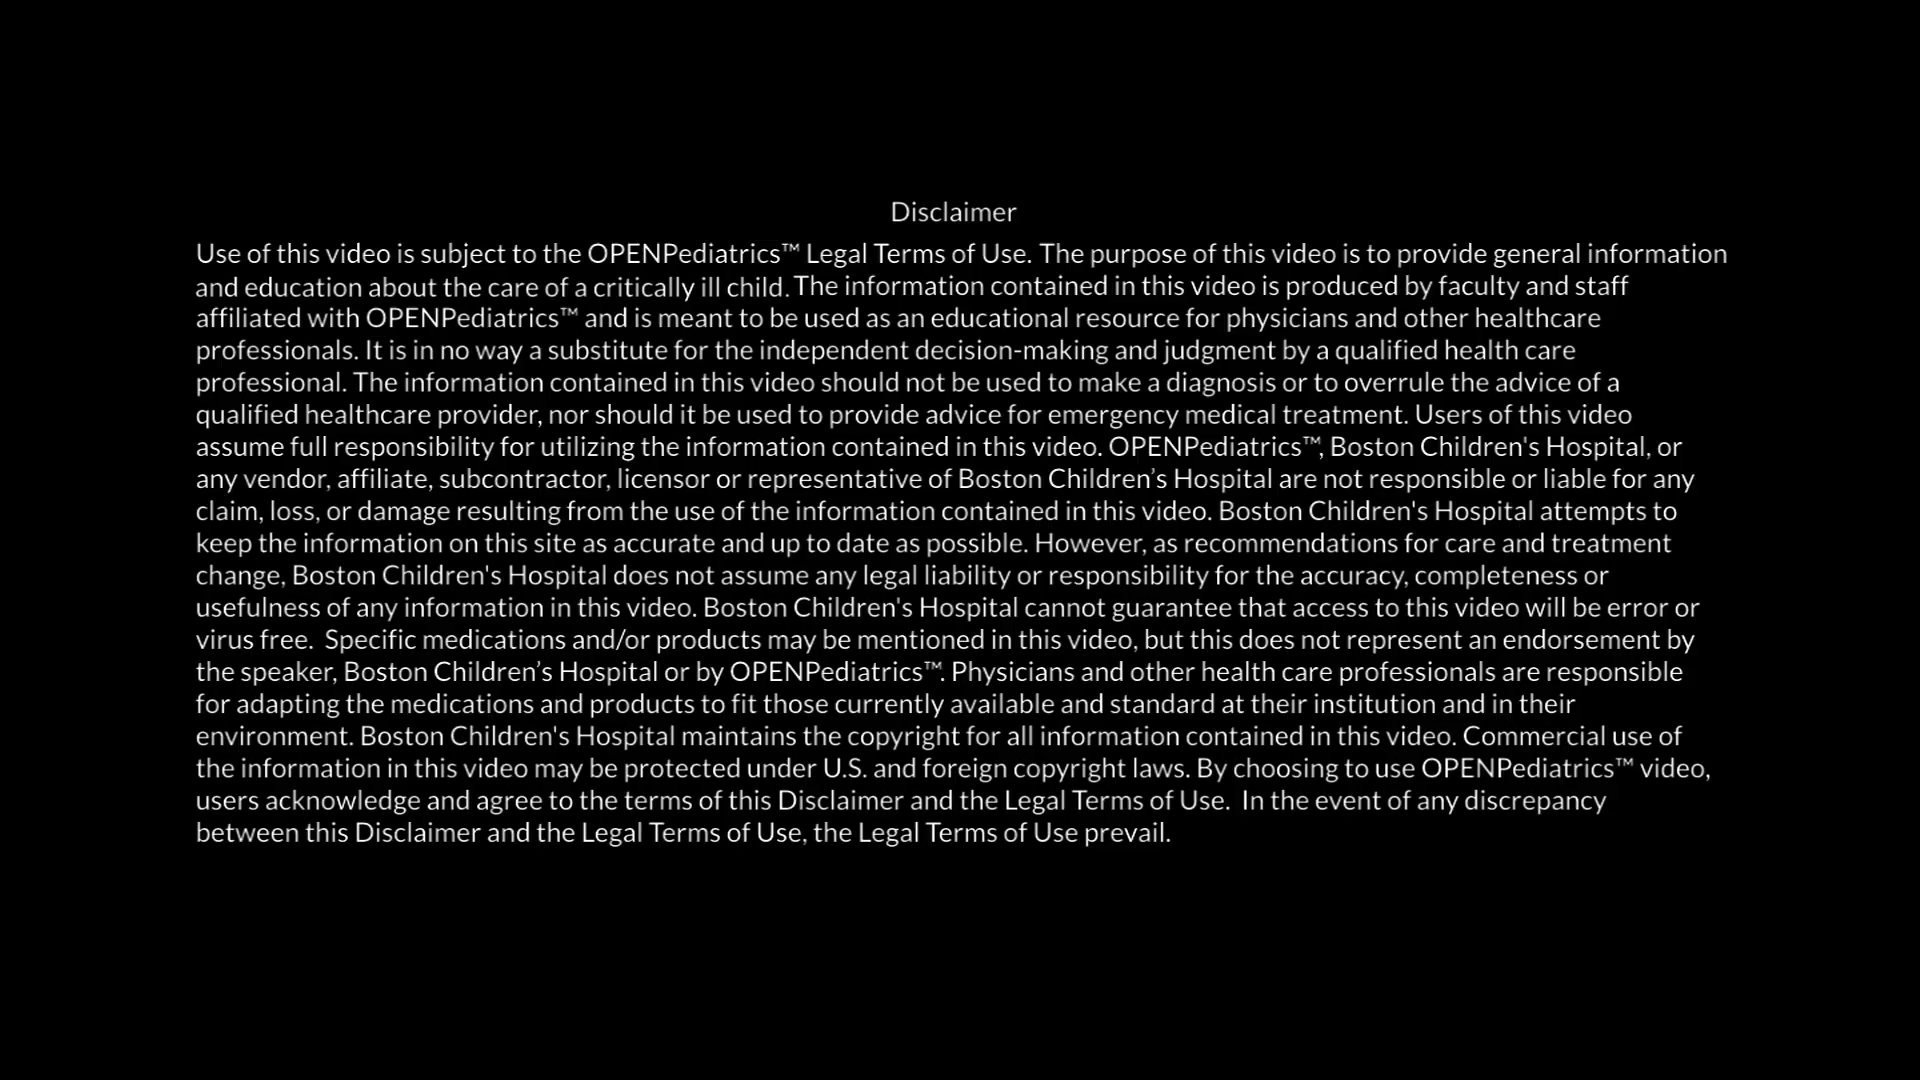 Disclaimer
Use of this video is subject to the OPENPediatrics™ Legal Terms of Use. The purpose of this video is to provide general information
and education about the care of a critically ill child. The information contained in this video is produced by faculty and staff
affiliated with OPENPediatrics™ and is meant to be used as an educational resource for physicians and other healthcare
professionals. It is in no way a substitute for the independent decision-making and judgment by a qualified health care
professional. The information contained in this video should not be used to make a diagnosis or to overrule the advice of a
qualified healthcare provider, nor should it be used to provide advice for emergency medical treatment. Users of this video
assume full responsibility for utilizing the information contained in this video. OPENPediatrics™, Boston Children's Hospital, or
any vendor, affiliate, subcontractor, licensor or representative of Boston Children’s Hospital are not responsible or liable for any
claim, loss, or damage resulting from the use of the information contained in this video. Boston Children's Hospital attempts to
keep the information on this site as accurate and up to date as possible. However, as recommendations for care and treatment
change, Boston Children's Hospital does not assume any legal liability or responsibility for the accuracy, completeness or
usefulness of any information in this video. Boston Children's Hospital cannot guarantee that access to this video will be error or
virus free.  Specific medications and/or products may be mentioned in this video, but this does not represent an endorsement by
the speaker, Boston Children’s Hospital or by OPENPediatrics™. Physicians and other health care professionals are responsible
for adapting the medications and products to fit those currently available and standard at their institution and in their
environment. Boston Children's Hospital maintains the copyright for all information contained in this video. Commercial use of
the information in this video may be protected under U.S. and foreign copyright laws. By choosing to use OPENPediatrics™ video,
users acknowledge and agree to the terms of this Disclaimer and the Legal Terms of Use.  In the event of any discrepancy
between this Disclaimer and the Legal Terms of Use, the Legal Terms of Use prevail.